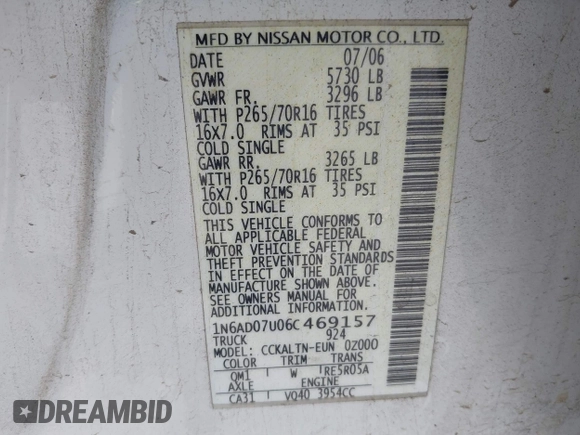 MFD BY NISSAN MOTOR CO., LTD.
DATE 07/06
GVWR 5730 LB
GAWR FR. 3296 LB
WITH P265/70R16 TIRES
16X7.0 RIMS AT 35 PSI
COLD SINGLE
GAWR RR. 3265 LB
WITH P265/70R16 TIRES
16X7.0 RIMS AT 35 PSI
COLD SINGLE
THIS VEHICLE CONFORMS TO
ALL APPLICABLE FEDERAL
MOTOR VEHICLE SAFETY AND
THEFT PREVENTION STANDARDS
IN EFFECT ON THE DATE OF
MANUFACTURE SHOWN ABOVE.
SEE OWNERS MANUAL FOR
ADDITIONAL INFORMATION
1N6AD07U06C469157
TRUCK 924
MODEL: CCKALTN-EUN 0Z000
COLOR TRIM TRANS
QM1 W RE5R05A
AXLE ENGINE
CA31 VQ40 3954CC
DREAMBID
DREAMBID